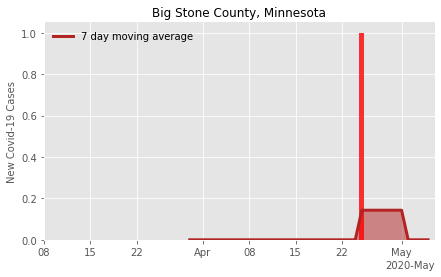 Big Stone County, Minnesota
7 day moving average
New Covid-19 Cases
1.0
0.8
0.6
0.4
0.2
0.0
08 15 22 Apr 08 15 22 May
2020-May